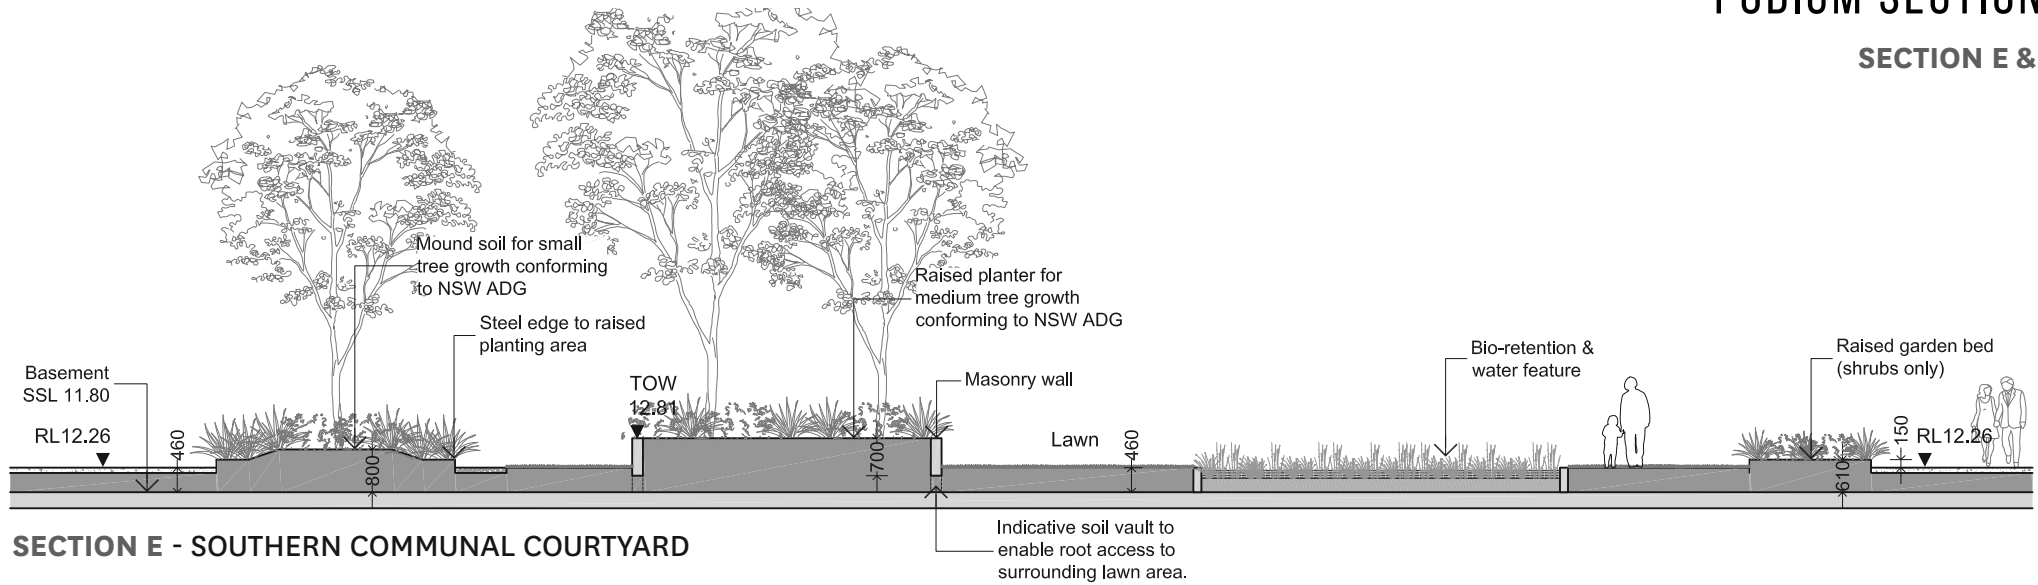 PODIUM SECTION
SECTION E &
Mound soil for small
tree growth conforming
to NSW ADG
Raised planter for
medium tree growth
conforming to NSW ADG
Steel edge to raised
planting area
Bio-retention &
water feature
Raised garden bed
(shrubs only)
Basement
SSL 11.80
TOW
12.81
Masonry wall
RL12.26
460
800
700
Lawn
460
150
RL12.26
610
Indicative soil vault to
enable root access to
surrounding lawn area.
SECTION E - SOUTHERN COMMUNAL COURTYARD